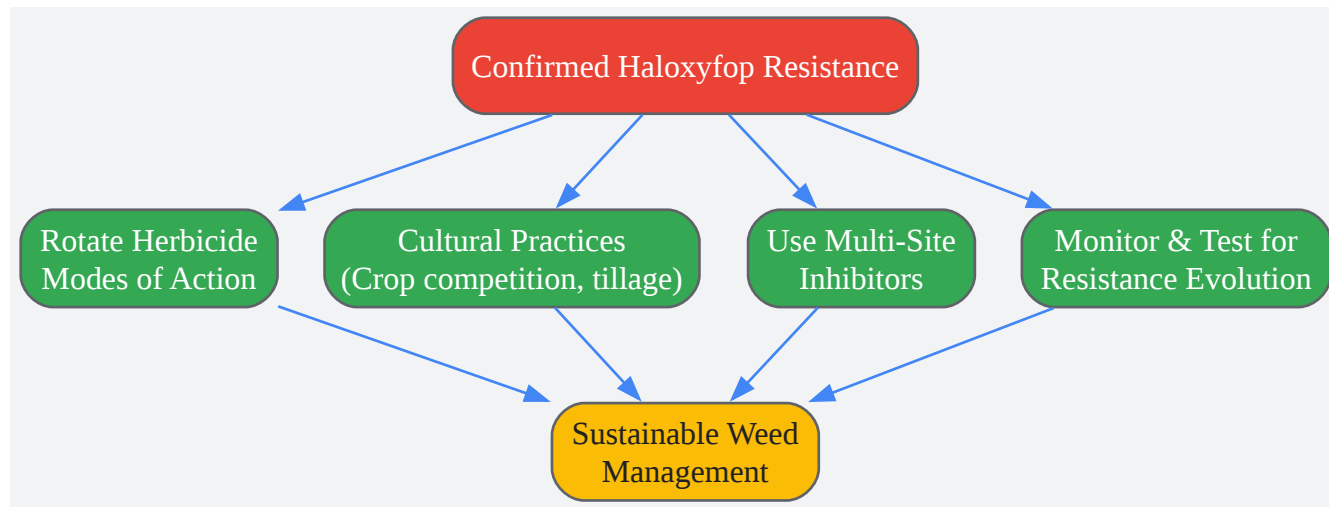 Confirmed Haloxyfop Resistance
Rotate Herbicide
Modes of Action
Cultural Practices
(Crop competition, tillage)
Use Multi-Site
Inhibitors
Monitor & Test for
Resistance Evolution
Sustainable Weed
Management